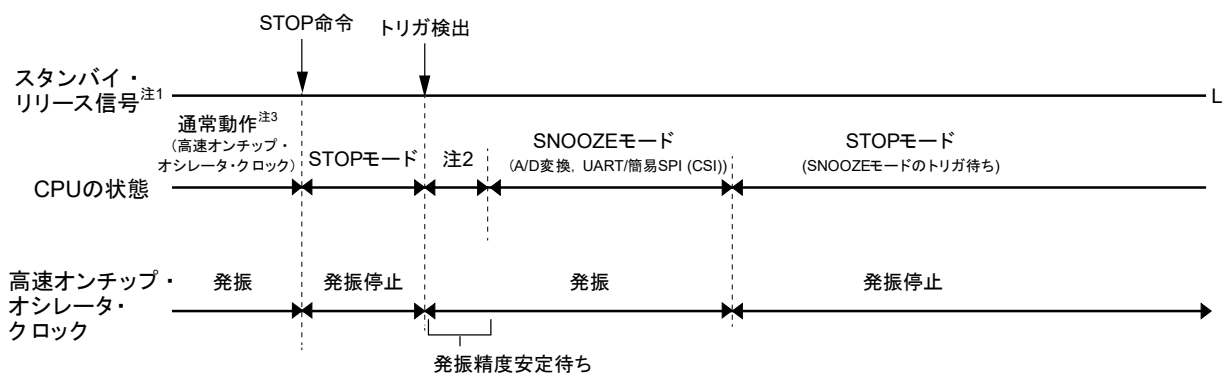 STOP命令
トリガ検出
スタンバイ・
リリース信号注1
L
通常動作注3
(高速オンチップ・
オシレータ・クロック)
STOPモード
注2
SNOOZEモード
(A/D変換, UART/簡易SPI (CSI))
STOPモード
(SNOOZEモードのトリガ待ち)
CPUの状態
高速オンチップ・
オシレータ・
クロック
発振
発振停止
発振
発振停止
発振精度安定待ち